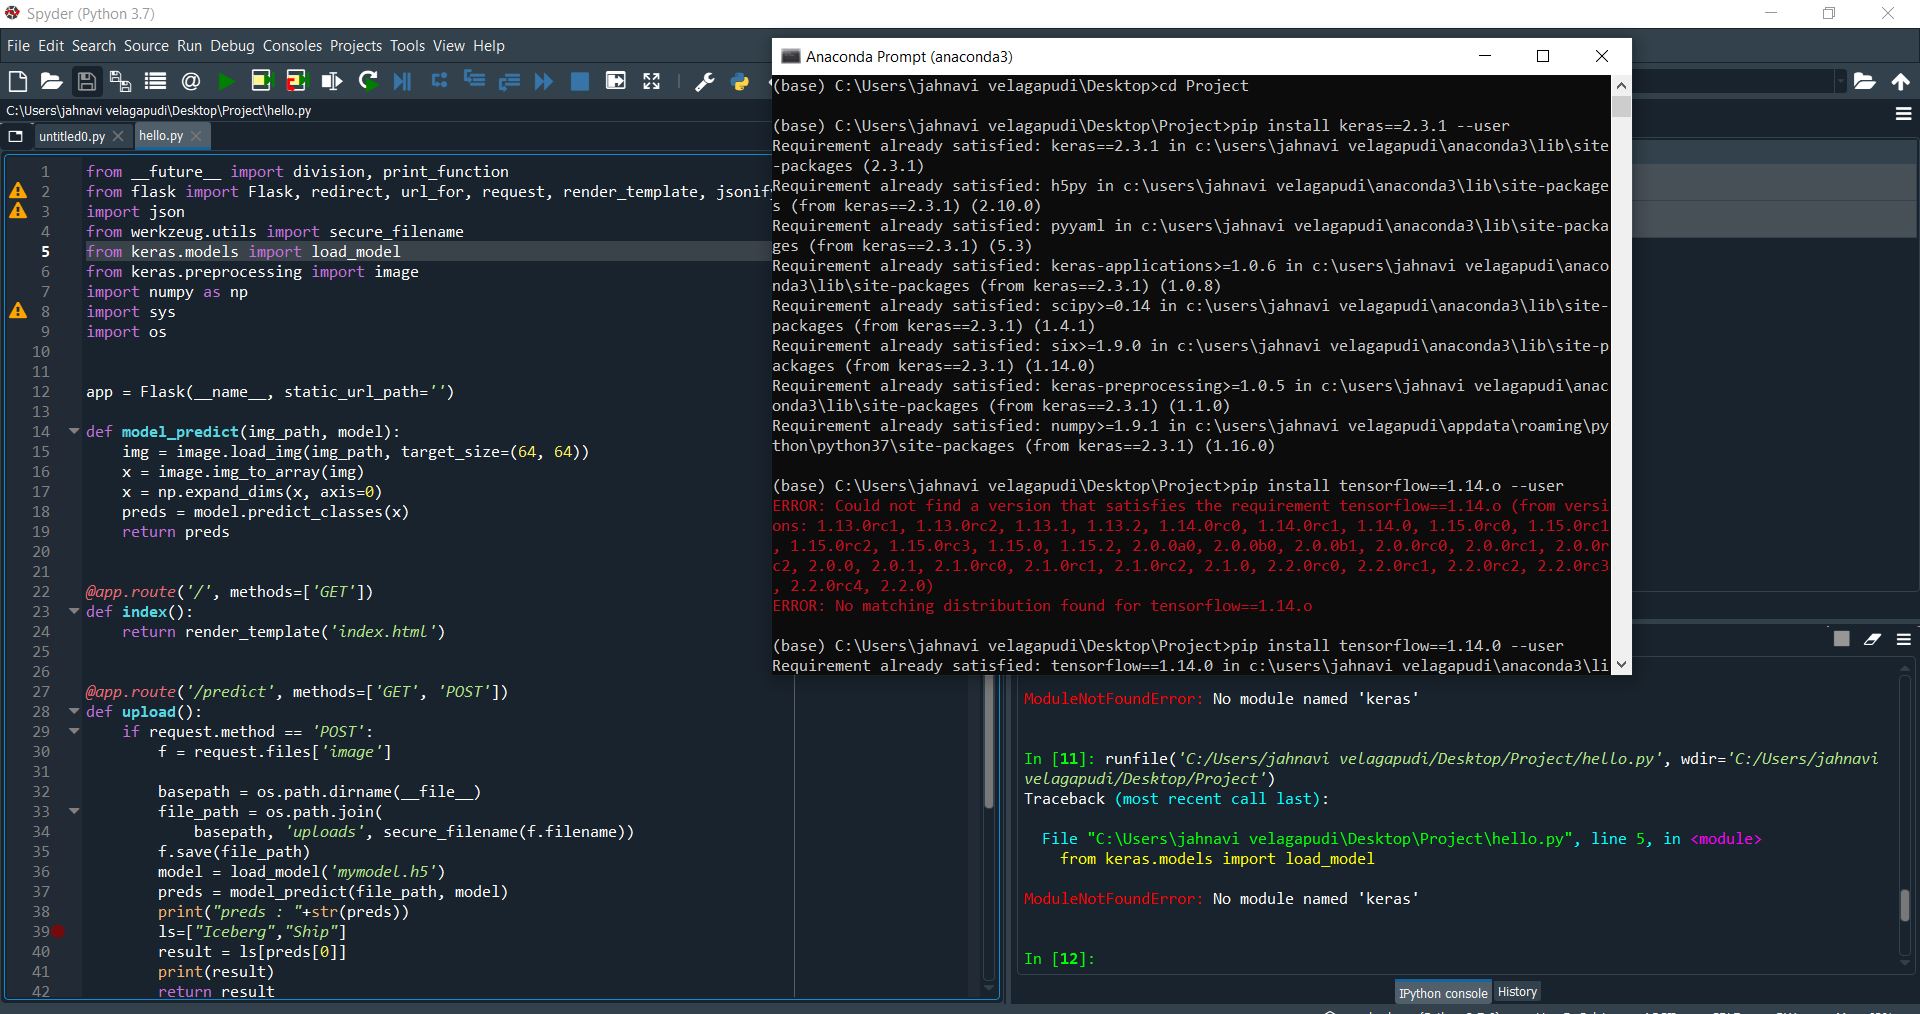 Spyder (Python 3.7)
File Edit Search Source Run Debug Consoles Projects Tools View Help
C:\Users\jahnavi velagapudi\Desktop\Project\hello.py
untitled0.py
hello.py
1 from __future__ import division, print_function
2 from flask import Flask, redirect, url_for, request, render_template, jsonif
3 import json
4 from werkzeug.utils import secure_filename
5 from keras.models import load_model
6 from keras.preprocessing import image
7 import numpy as np
8 import sys
9 import os
10
11
12 app = Flask(__name__, static_url_path='')
13
14 def model_predict(img_path, model):
15 img = image.load_img(img_path, target_size=(64, 64))
16 x = image.img_to_array(img)
17 x = np.expand_dims(x, axis=0)
18 preds = model.predict_classes(x)
19 return preds
20
21
22 @app.route('/', methods=['GET'])
23 def index():
24 return render_template('index.html')
25
26
27 @app.route('/predict', methods=['GET', 'POST'])
28 def upload():
29 if request.method == 'POST':
30 f = request.files['image']
31
32 basepath = os.path.dirname(__file__)
33 file_path = os.path.join(
34 basepath, 'uploads', secure_filename(f.filename))
35 f.save(file_path)
36 model = load_model('mymodel.h5')
37 preds = model_predict(file_path, model)
38 print("preds : "+str(preds))
39 ls=["Iceberg","Ship"]
40 result = ls[preds[0]]
41 print(result)
42 return result
Anaconda Prompt (anaconda3)
(base) C:\Users\jahnavi velagapudi\Desktop>cd Project
(base) C:\Users\jahnavi velagapudi\Desktop\Project>pip install keras==2.3.1 --user
Requirement already satisfied: keras==2.3.1 in c:\users\jahnavi velagapudi\anaconda3\lib\site
-packages (2.3.1)
Requirement already satisfied: h5py in c:\users\jahnavi velagapudi\anaconda3\lib\site-package
s (from keras==2.3.1) (2.10.0)
Requirement already satisfied: pyyaml in c:\users\jahnavi velagapudi\anaconda3\lib\site-packa
ges (from keras==2.3.1) (5.3)
Requirement already satisfied: keras-applications>=1.0.6 in c:\users\jahnavi velagapudi\anaco
nda3\lib\site-packages (from keras==2.3.1) (1.0.8)
Requirement already satisfied: scipy>=0.14 in c:\users\jahnavi velagapudi\anaconda3\lib\site-
packages (from keras==2.3.1) (1.4.1)
Requirement already satisfied: six>=1.9.0 in c:\users\jahnavi velagapudi\anaconda3\lib\site-p
ackages (from keras==2.3.1) (1.14.0)
Requirement already satisfied: keras-preprocessing>=1.0.5 in c:\users\jahnavi velagapudi\anac
onda3\lib\site-packages (from keras==2.3.1) (1.1.0)
Requirement already satisfied: numpy>=1.9.1 in c:\users\jahnavi velagapudi\appdata\roaming\py
thon\python37\site-packages (from keras==2.3.1) (1.16.0)
(base) C:\Users\jahnavi velagapudi\Desktop\Project>pip install tensorflow==1.14.o --user
ERROR: Could not find a version that satisfies the requirement tensorflow==1.14.o (from versi
ons: 1.13.0rc1, 1.13.0rc2, 1.13.1, 1.13.2, 1.14.0rc0, 1.14.0rc1, 1.14.0, 1.15.0rc0, 1.15.0rc1
, 1.15.0rc2, 1.15.0rc3, 1.15.0, 1.15.2, 2.0.0a0, 2.0.0b0, 2.0.0b1, 2.0.0rc0, 2.0.0rc1, 2.0.0r
c2, 2.0.0, 2.0.1, 2.1.0rc0, 2.1.0rc1, 2.1.0rc2, 2.1.0, 2.2.0rc0, 2.2.0rc1, 2.2.0rc2, 2.2.0rc3
, 2.2.0rc4, 2.2.0)
ERROR: No matching distribution found for tensorflow==1.14.o
(base) C:\Users\jahnavi velagapudi\Desktop\Project>pip install tensorflow==1.14.0 --user
Requirement already satisfied: tensorflow==1.14.0 in c:\users\jahnavi velagapudi\anaconda3\li
ModuleNotFoundError: No module named 'keras'
In [11]: runfile('C:/Users/jahnavi velagapudi/Desktop/Project/hello.py', wdir='C:/Users/jahnavi
velagapudi/Desktop/Project')
Traceback (most recent call last):
File "C:\Users\jahnavi velagapudi\Desktop\Project\hello.py", line 5, in <module>
from keras.models import load_model
ModuleNotFoundError: No module named 'keras'
In [12]:
IPython console History